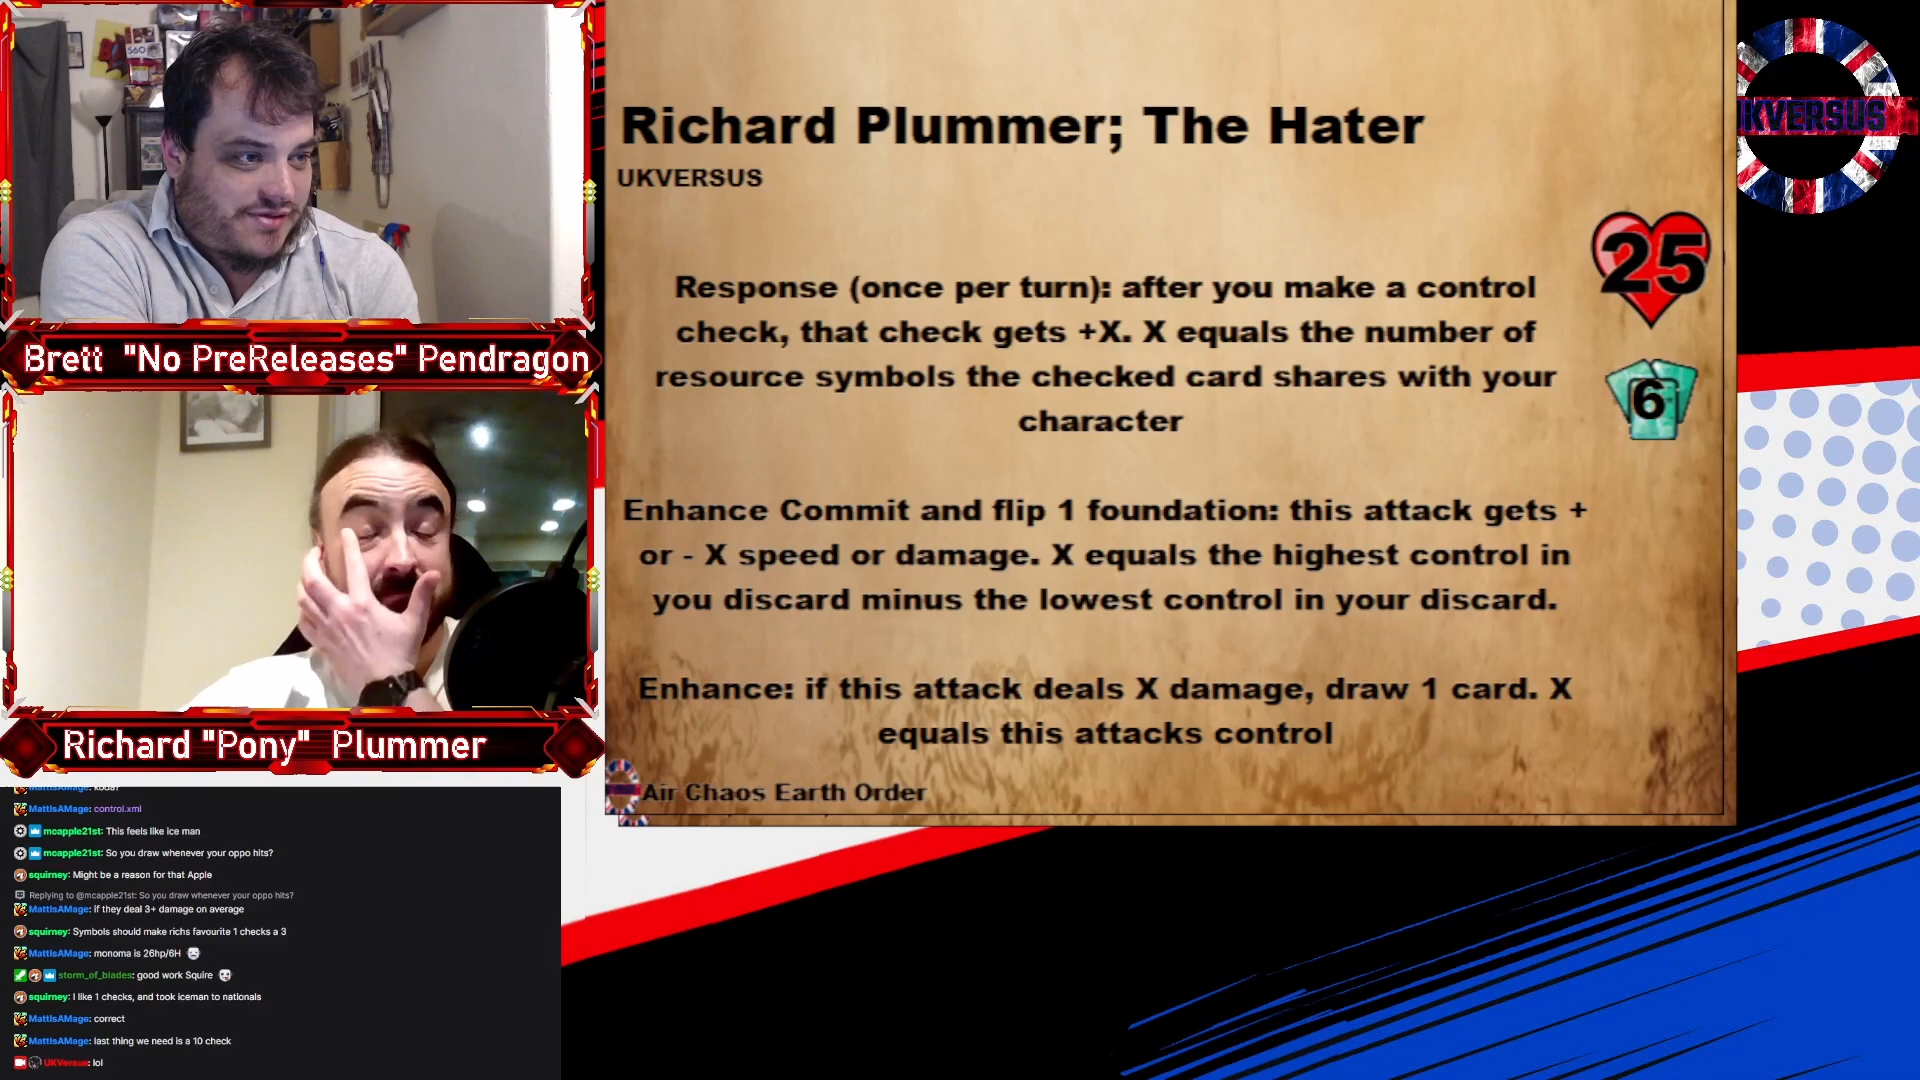 S60
Brett "No PreReleases" Pendragon
Richard "Pony" Plummer
Richard Plummer; The Hater
UKVERSUS
25
Response (once per turn): after you make a control
check, that check gets +X. X equals the number of
resource symbols the checked card shares with your
character
6
Enhance Commit and flip 1 foundation: this attack gets +
or - X speed or damage. X equals the highest control in
you discard minus the lowest control in your discard.
Enhance: if this attack deals X damage, draw 1 card. X
equals this attacks control
Air Chaos Earth Order
KVERSUS
MattIsAMage: koda?
MattIsAMage: control.xml
mcapple21st: This feels like ice man
mcapple21st: So you draw whenever your oppo hits?
squirney: Might be a reason for that Apple
Replying to @mcapple21st: So you draw whenever your oppo hits?
MattIsAMage: if they deal 3+ damage on average
squirney: Symbols should make richs favourite 1 checks a 3
MattIsAMage: monoma is 26hp/6H
storm_of_blades: good work Squire
squirney: I like 1 checks, and took iceman to nationals
MattIsAMage: correct
MattIsAMage: last thing we need is a 10 check
UKVersus: lol